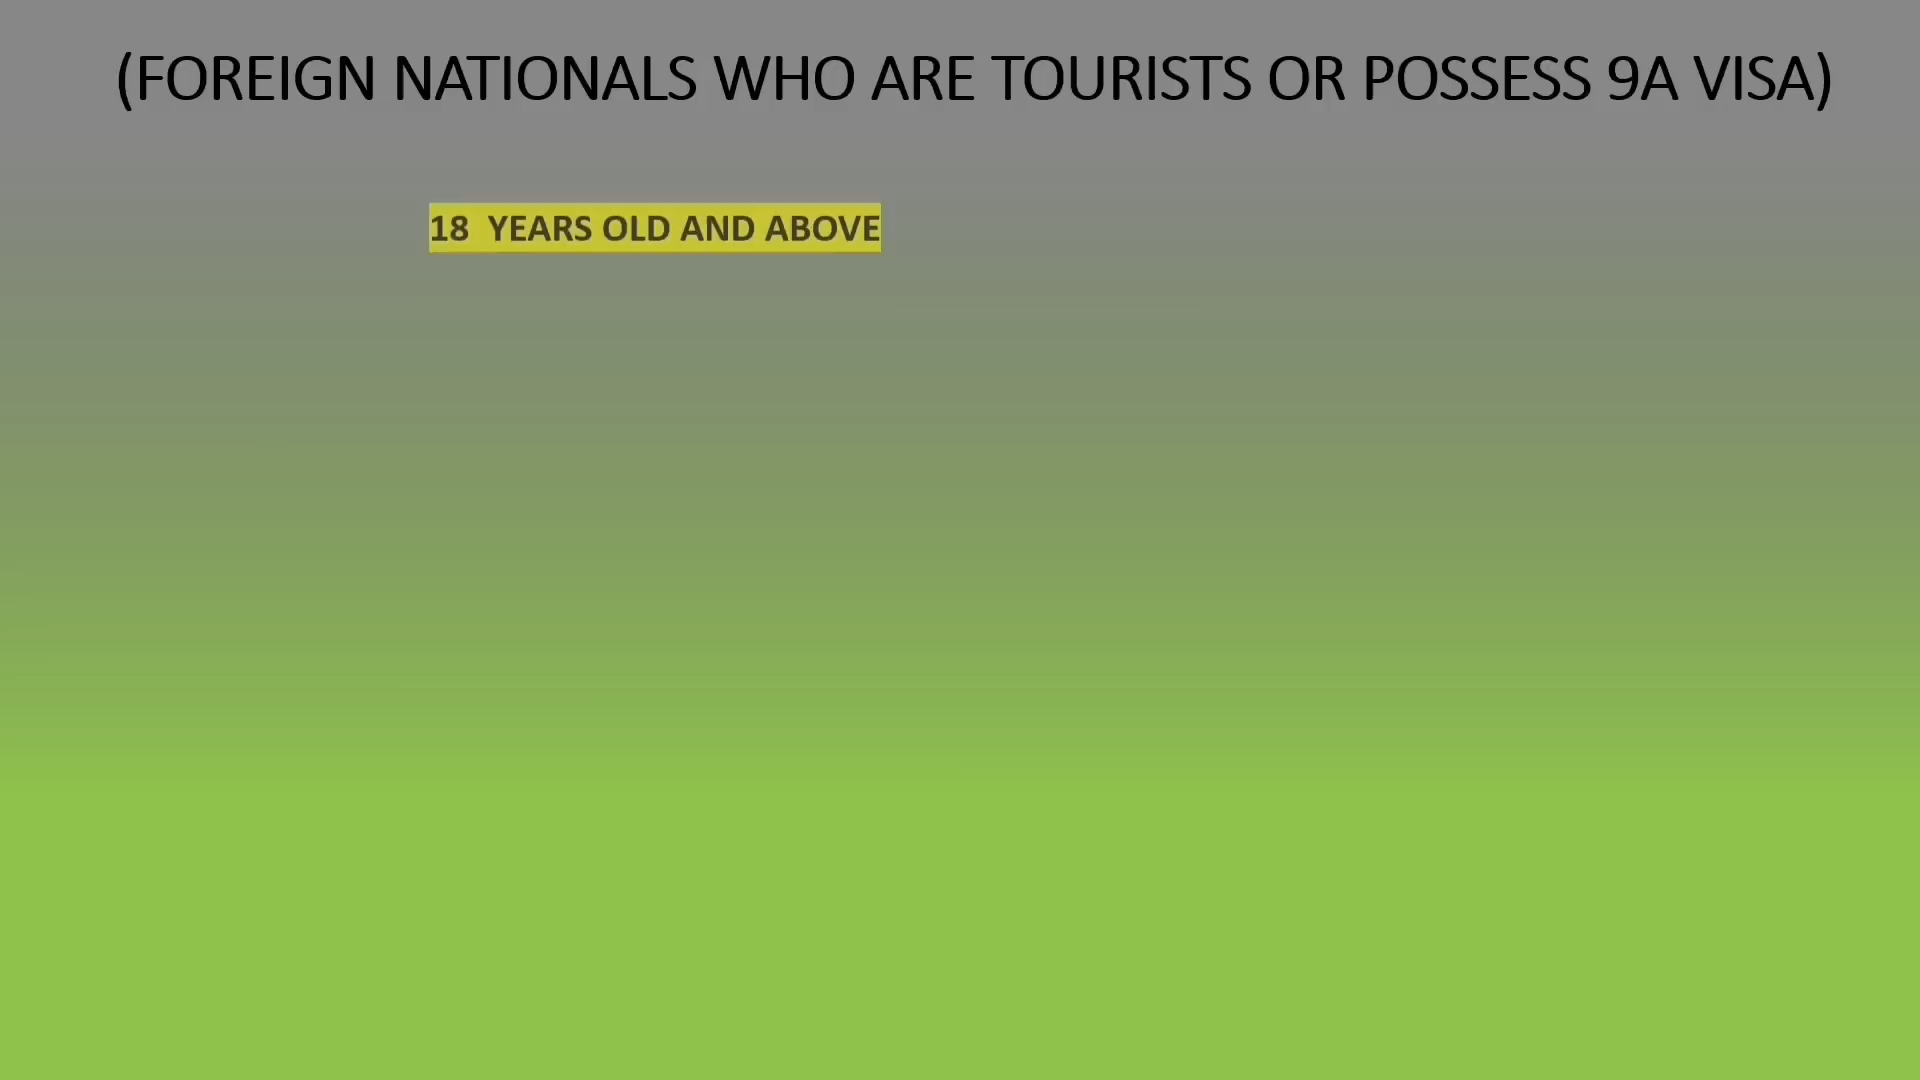 (FOREIGN NATIONALS WHO ARE TOURISTS OR POSSESS 9A VISA)
18  YEARS OLD AND ABOVE